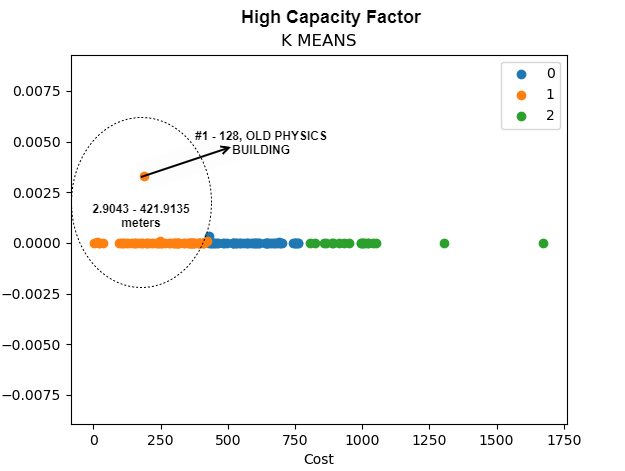 High Capacity Factor
K MEANS
0
1
2
0.0075
0.0050
0.0025
0.0000
−0.0025
−0.0050
−0.0075
#1 - 128, OLD PHYSICS
BUILDING
2.9043 - 421.9135
meters
0 250 500 750 1000 1250 1500 1750
Cost